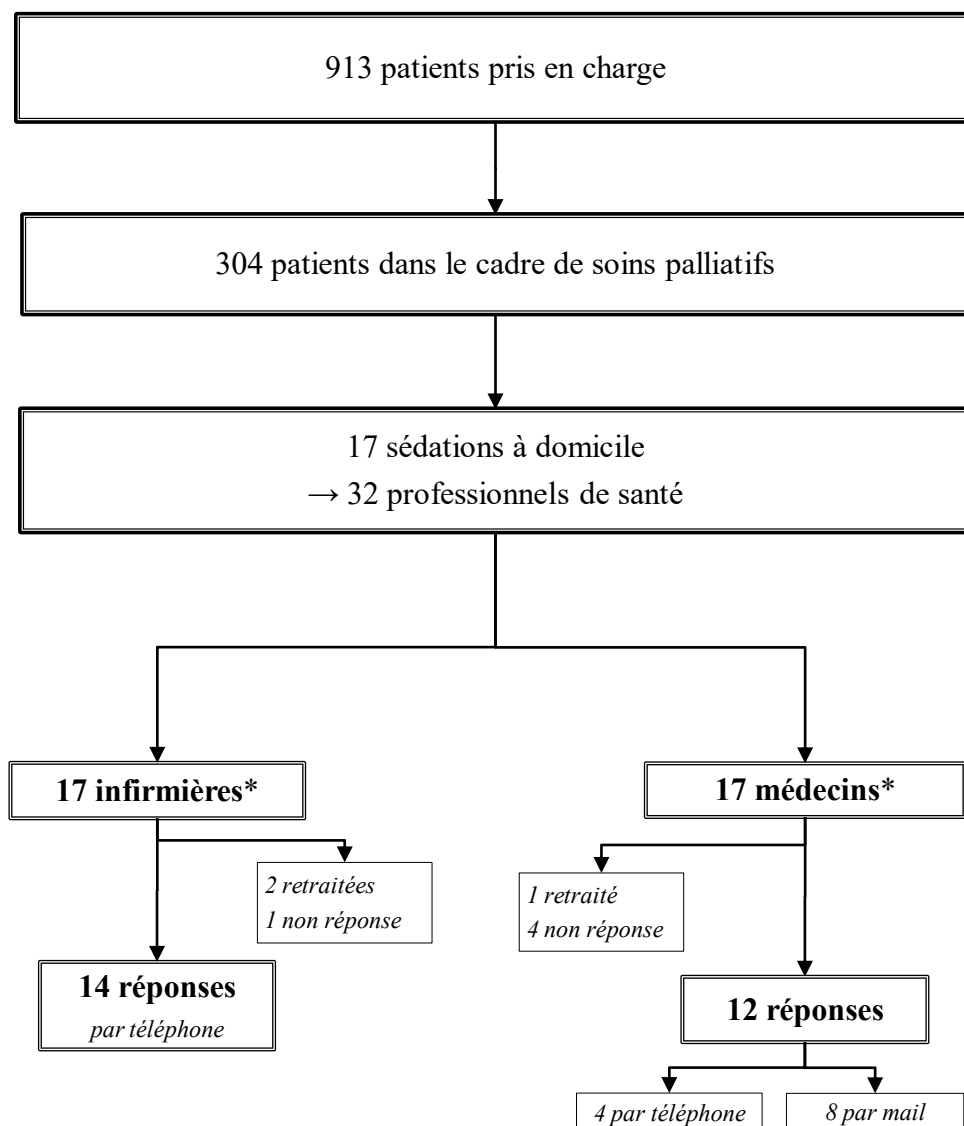 913 patients pris en charge
304 patients dans le cadre de soins palliatifs
17 sédations à domicile
→ 32 professionnels de santé
17 infirmières*
17 médecins*
2 retraitées
1 non réponse
1 retraité
4 non réponse
14 réponses
par téléphone
12 réponses
4 par téléphone
8 par mail